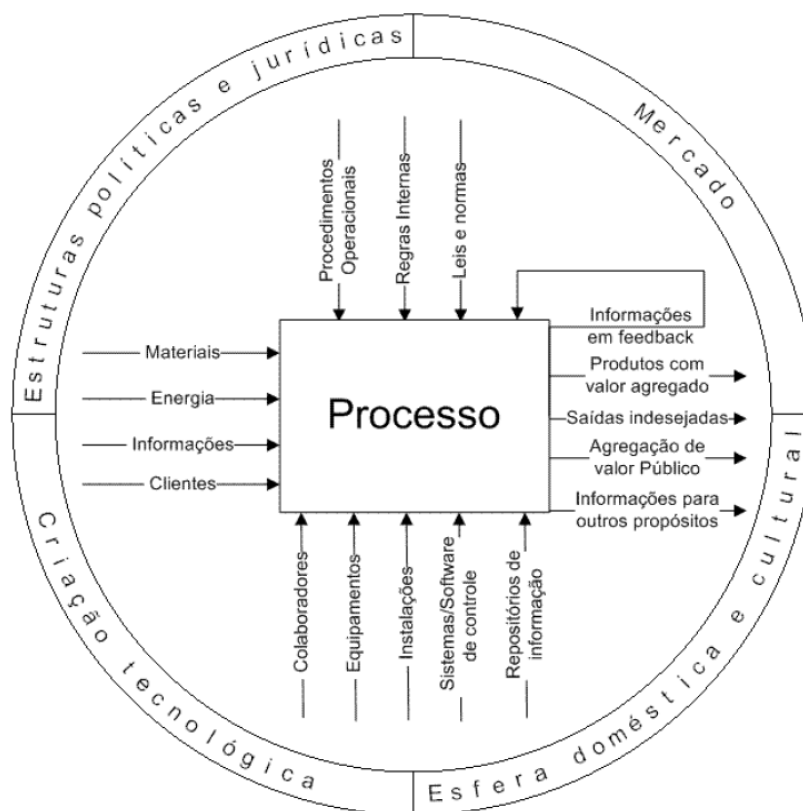 Estruturas políticas e jurídicas
Mercado
Procedimentos
Operacionais
Regras Internas
Leis e normas
Materiais
Energia
Informações
Clientes
Processo
Informações
em feedback
Produtos com
valor agregado
Saídas indesejadas
Agregação de
valor Público
Informações para
outros propósitos
Colaboradores
Equipamentos
Instalações
Sistemas/Software
de controle
Repositórios de
informação
Criação tecnológica
Esfera doméstica e cultural